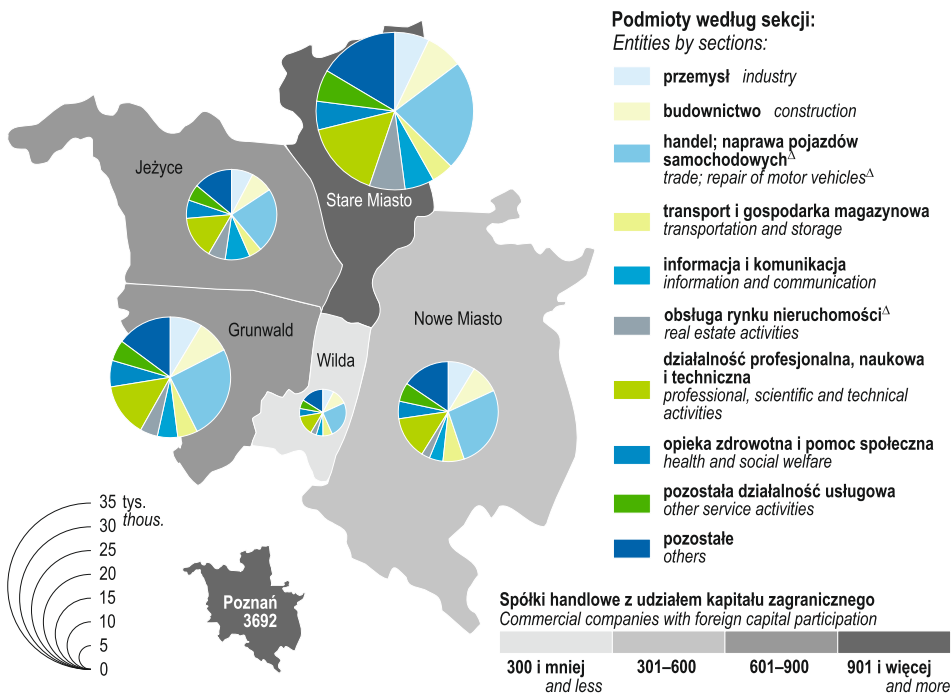 Podmioty według sekcji:
Entities by sections:
przemysł industry
budownictwo construction
handel; naprawa pojazdów
samochodowych∆
trade; repair of motor vehicles∆
transport i gospodarka magazynowa
transportation and storage
informacja i komunikacja
information and communication
obsługa rynku nieruchomości∆
real estate activities
działalność profesjonalna, naukowa
i techniczna
professional, scientific and technical
activities
opieka zdrowotna i pomoc społeczna
health and social welfare
pozostała działalność usługowa
other service activities
pozostałe
others
Jeżyce
Stare Miasto
Grunwald
Wilda
Nowe Miasto
35 tys.
thous.
30
25
20
15
10
5
0
Poznań
3692
Spółki handlowe z udziałem kapitału zagranicznego
Commercial companies with foreign capital participation
300 i mniej
and less
301–600
601–900
901 i więcej
and more